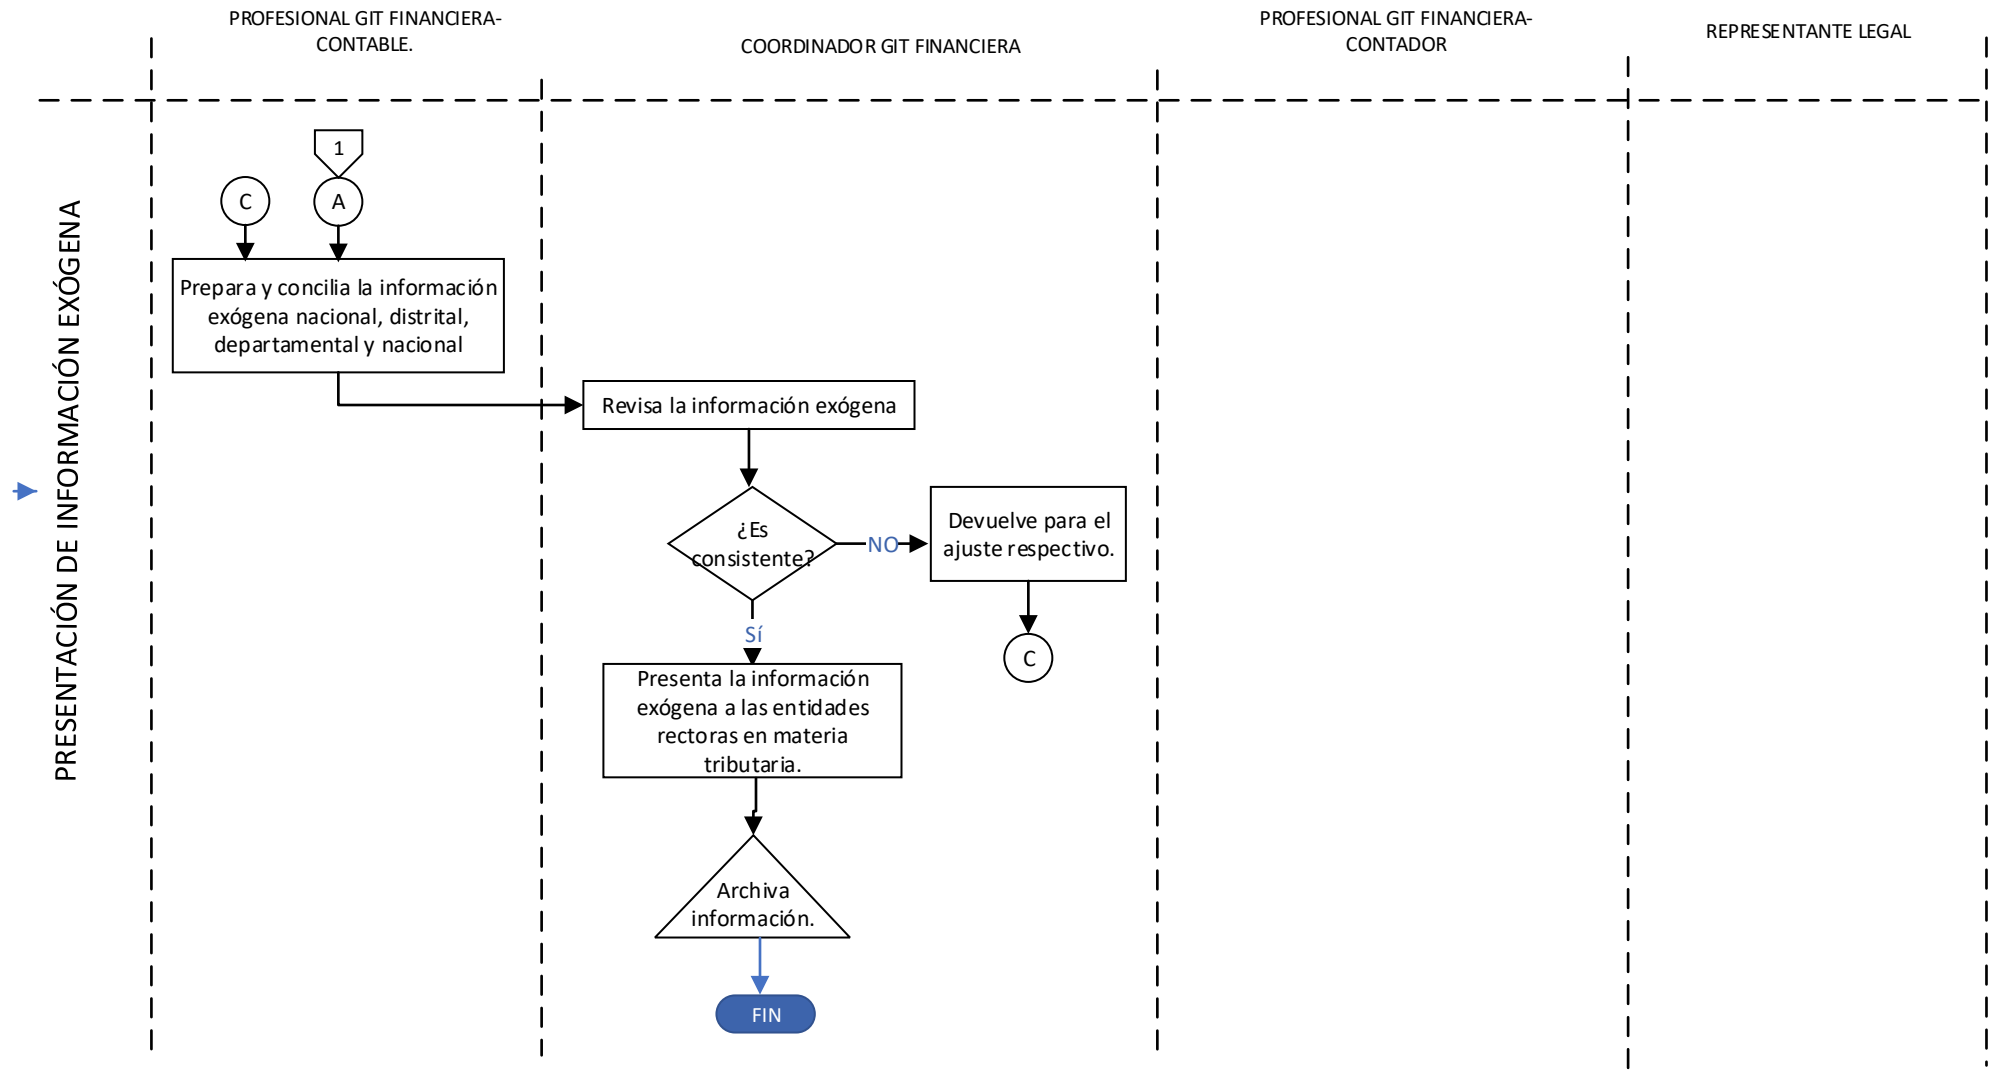 PROFESIONAL GIT FINANCIERA-
CONTABLE.
COORDINADOR GIT FINANCIERA
PROFESIONAL GIT FINANCIERA-
CONTADOR
REPRESENTANTE LEGAL
PRESENTACIÓN DE INFORMACIÓN EXÓGENA
1
C
A
Prepara y concilia la información
exógena nacional, distrital,
departamental y nacional
Revisa la información exógena
¿Es
consistente?
NO
Devuelve para el
ajuste respectivo.
C
Sí
Presenta la información
exógena a las entidades
rectoras en materia
tributaria.
Archiva
información.
FIN